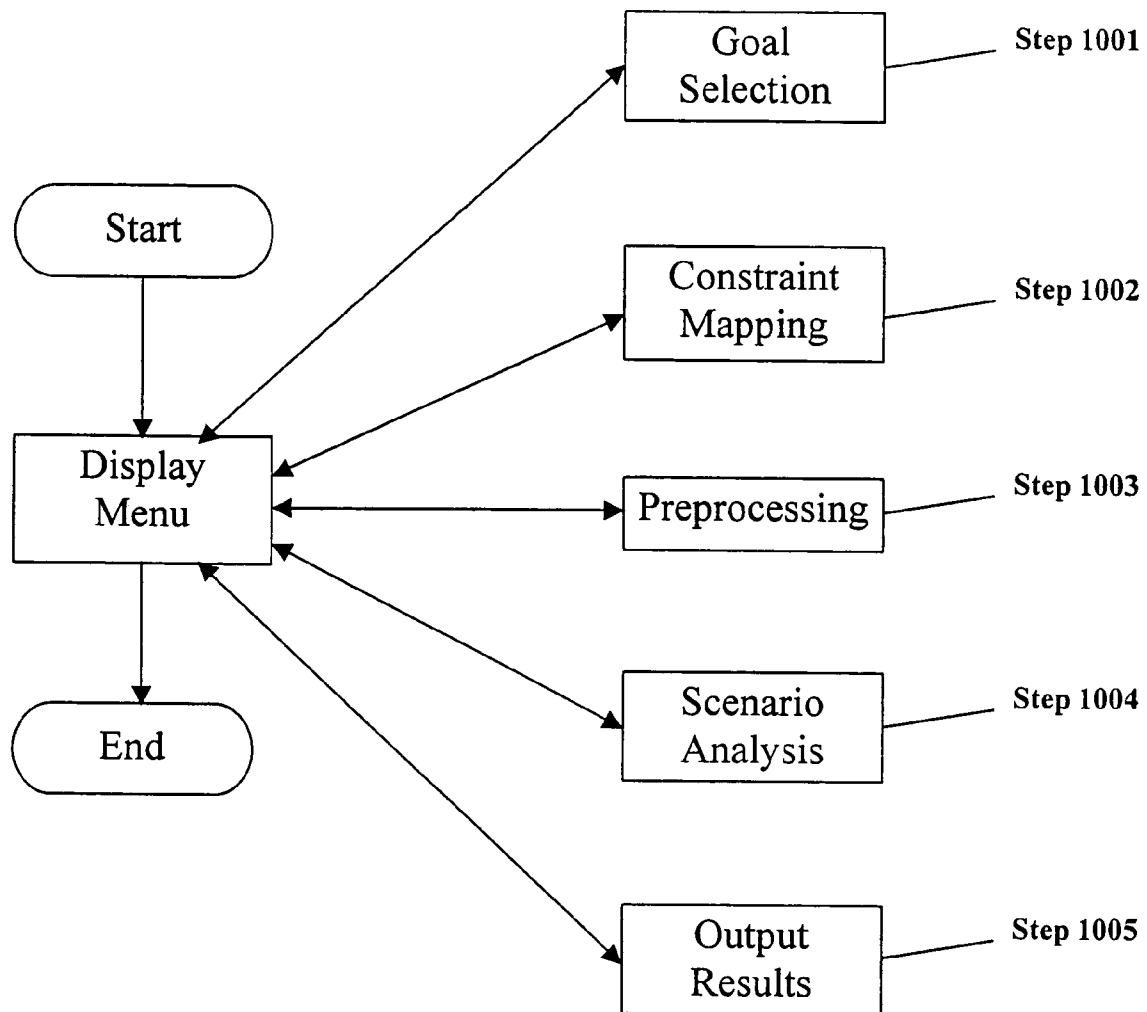 Goal
Selection
Step 1001
Start
Constraint
Mapping
Step 1002
Display
Menu
Preprocessing
Step 1003
Scenario
Analysis
Step 1004
End
Output
Results
Step 1005